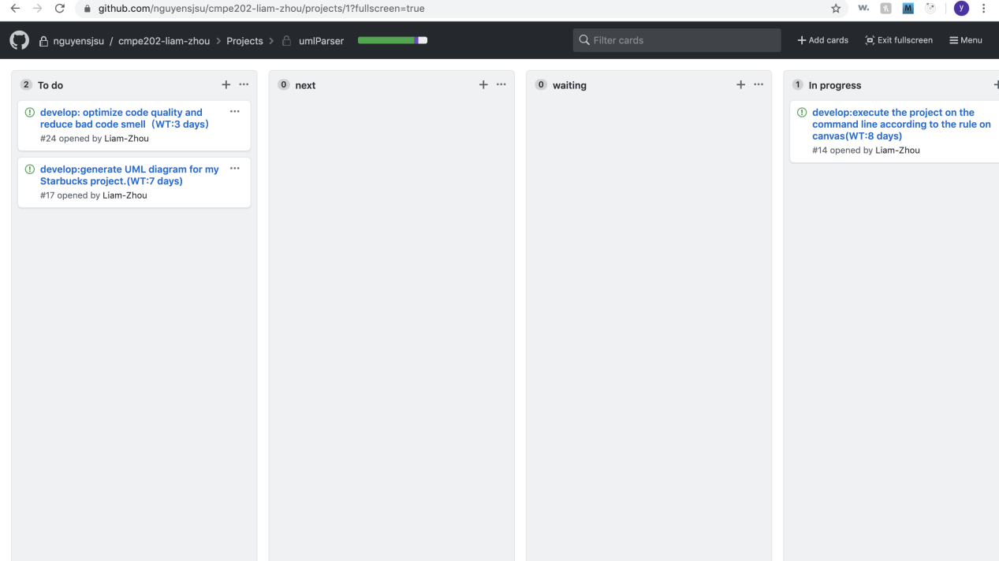 github.com/nguyensjsu/cmpe202-liam-zhou/projects/1?fullscreen=true
w. M y
nguyensjsu / cmpe202-liam-zhou > Projects > umlParser
Filter cards
Add cards
Exit fullscreen
Menu
2 To do
develop: optimize code quality and
reduce bad code smell（WT:3 days)
#24 opened by Liam-Zhou
develop:generate UML diagram for my
Starbucks project.(WT:7 days)
#17 opened by Liam-Zhou
0 next
0 waiting
1 In progress
develop:execute the project on the
command line according to the rule on
canvas(WT:8 days)
#14 opened by Liam-Zhou